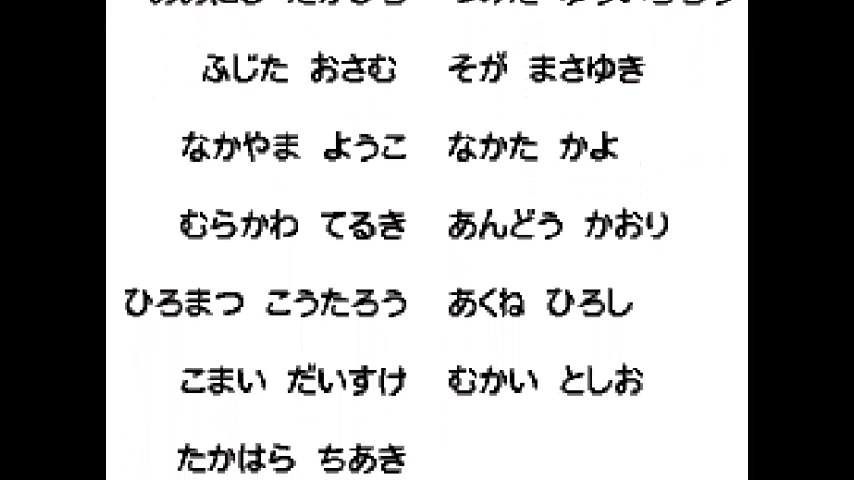 ふじた おさむ そが まさゆき
なかやま ようこ なかた かよ
むらかわ てるき あんどう かおり
ひろまつ こうたろう あくね ひろし
こまい だいすけ むかい としお
たかはら ちあき